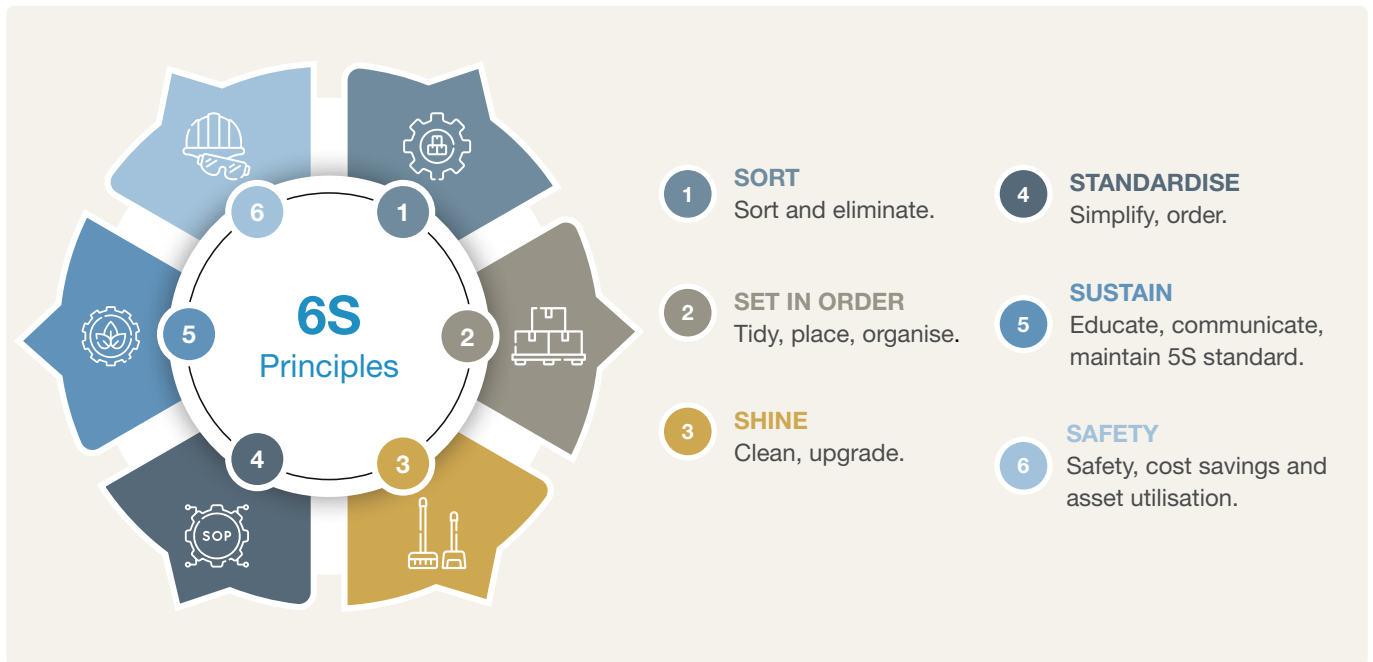 6S
Principles
1
2
3
4
5
6
SOP
1
SORT
Sort and eliminate.
2
SET IN ORDER
Tidy, place, organise.
3
SHINE
Clean, upgrade.
4
STANDARDISE
Simplify, order.
5
SUSTAIN
Educate, communicate,
maintain 5S standard.
6
SAFETY
Safety, cost savings and
asset utilisation.